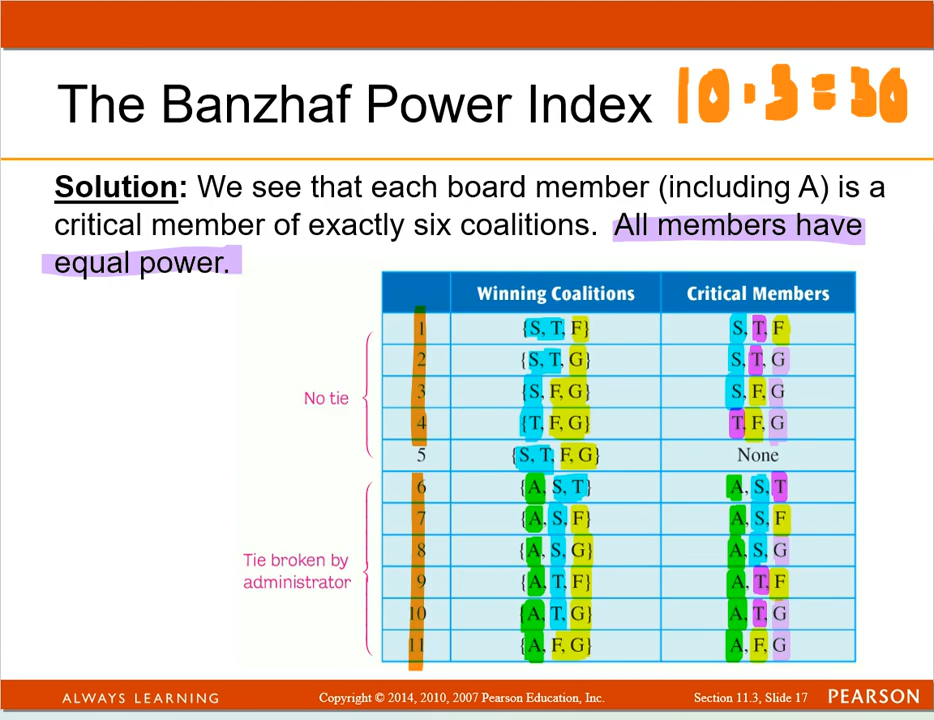 The Banzhaf Power Index 10 · 3 = 30
Solution: We see that each board member (including A) is a
critical member of exactly six coalitions. All members have
equal power.
Winning Coalitions Critical Members
1 {S, T, F} S, T, F
2 {S, T, G} S, T, G
3 {S, F, G} S, F, G
4 {T, F, G} T, F, G
5 {S, T, F, G} None
No tie
6 {A, S, T} A, S, T
7 {A, S, F} A, S, F
8 {A, S, G} A, S, G
9 {A, T, F} A, T, F
10 {A, T, G} A, T, G
11 {A, F, G} A, F, G
Tie broken by
administrator
ALWAYS LEARNING Copyright © 2014, 2010, 2007 Pearson Education, Inc. Section 11.3, Slide 17 PEARSON